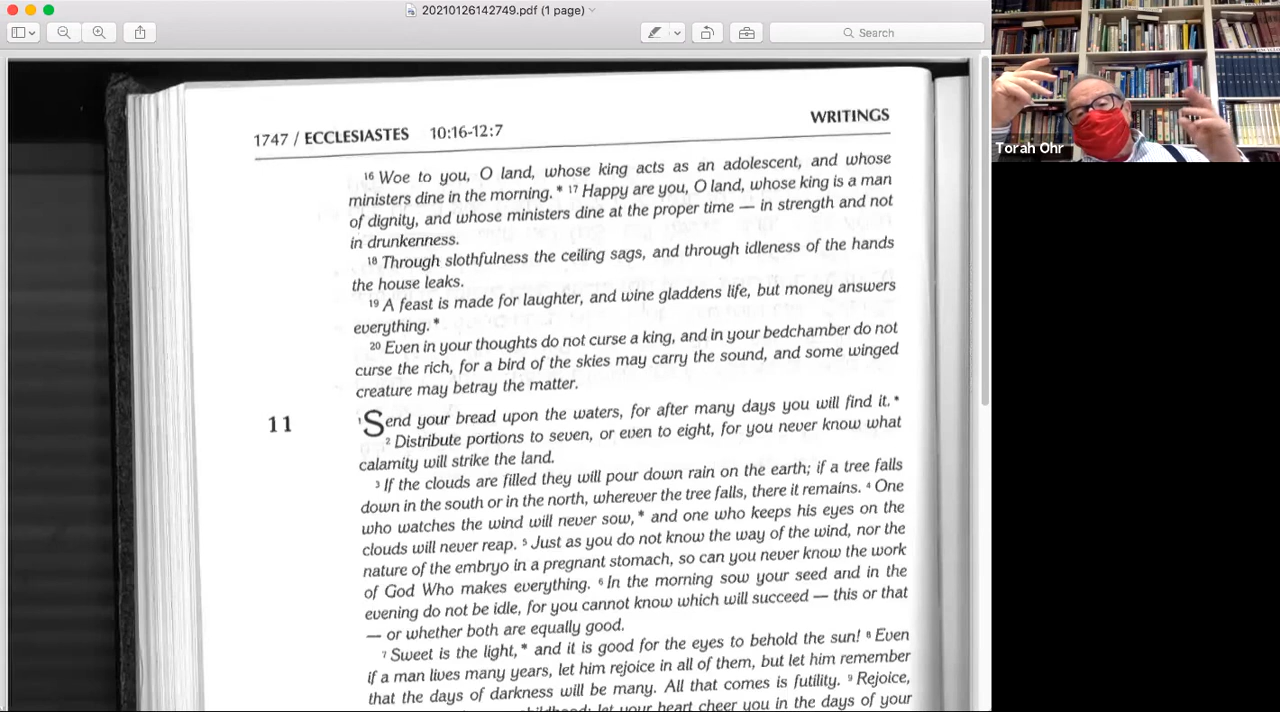 20210126142749.pdf (1 page)
Search
Torah Ohr
1747 / ECCLESIASTES 10:16-12:7
WRITINGS
16 Woe to you, O land, whose king acts as an adolescent, and whose
ministers dine in the morning. * 17 Happy are you, O land, whose king is a man
of dignity, and whose ministers dine at the proper time — in strength and not
in drunkenness.
18 Through slothfulness the ceiling sags, and through idleness of the hands
the house leaks.
19 A feast is made for laughter, and wine gladdens life, but money answers
everything. *
20 Even in your thoughts do not curse a king, and in your bedchamber do not
curse the rich, for a bird of the skies may carry the sound, and some winged
creature may betray the matter.
11
1 Send your bread upon the waters, for after many days you will find it. *
2 Distribute portions to seven, or even to eight, for you never know what
calamity will strike the land.
3 If the clouds are filled they will pour down rain on the earth; if a tree falls
down in the south or in the north, wherever the tree falls, there it remains. 4 One
who watches the wind will never sow, * and one who keeps his eyes on the
clouds will never reap. 5 Just as you do not know the way of the wind, nor the
nature of the embryo in a pregnant stomach, so can you never know the work
of God Who makes everything. 6 In the morning sow your seed and in the
evening do not be idle, for you cannot know which will succeed — this or that
— or whether both are equally good.
7 Sweet is the light, * and it is good for the eyes to behold the sun! 8 Even
if a man lives many years, let him rejoice in all of them, but let him remember
that the days of darkness will be many. All that comes is futility. 9 Rejoice,
childhood; let your heart cheer you in the days of your